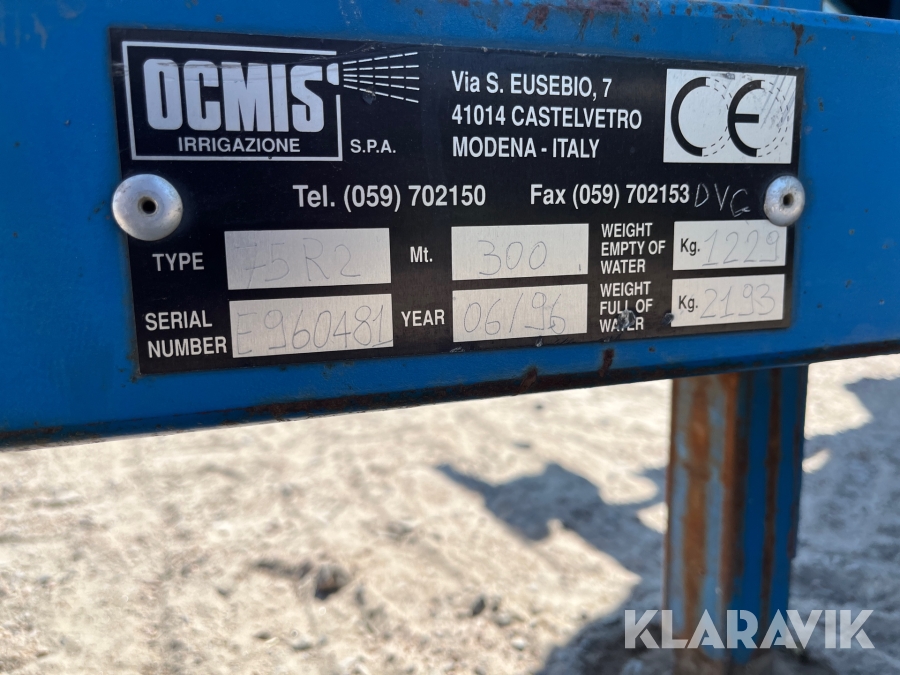 OCMIS
IRRIGAZIONE
S.P.A.
Via S. EUSEBIO, 7
41014 CASTELVETRO
MODENA - ITALY
CE
Tel. (059) 702150 Fax (059) 702153 DVG
TYPE 75R2 Mt. 300 WEIGHT EMPTY OF WATER Kg. 1229
SERIAL NUMBER E960481 YEAR 06/96 WEIGHT FULL OF WATER Kg. 2193
KLARAVIK